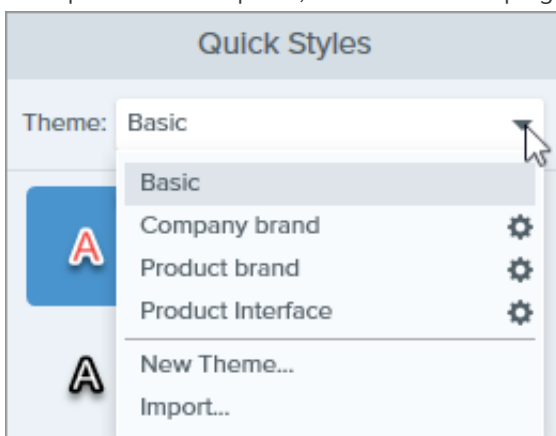 Quick Styles
Theme: Basic
Basic
Company brand
A
Product brand
Product Interface
New Theme...
A
Import...